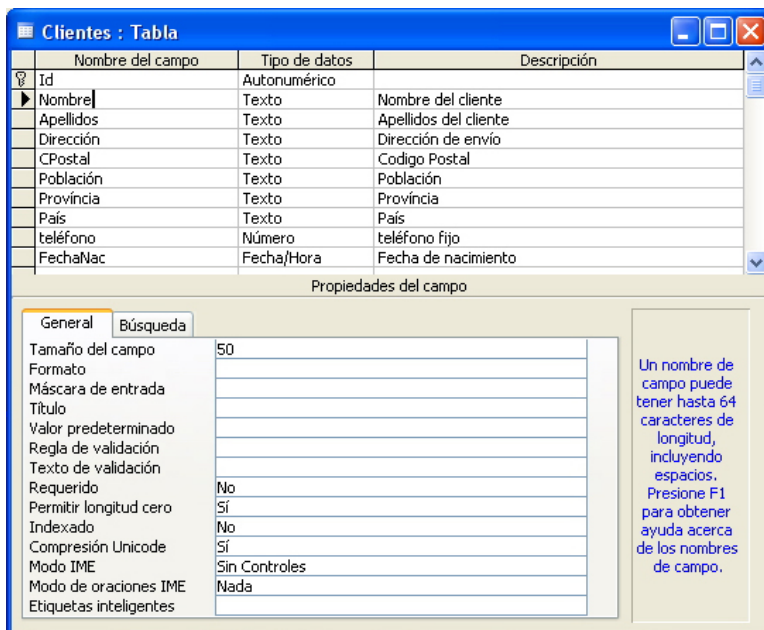 Clientes : Tabla
Nombre del campo Tipo de datos Descripción
Id Autonumérico
Nombre Texto Nombre del cliente
Apellidos Texto Apellidos del cliente
Dirección Texto Dirección de envío
CPostal Texto Codigo Postal
Población Texto Población
Província Texto Província
País Texto País
teléfono Número teléfono fijo
FechaNac Fecha/Hora Fecha de nacimiento
Propiedades del campo
General Búsqueda
Tamaño del campo 50
Formato
Máscara de entrada
Título
Valor predeterminado
Regla de validación
Texto de validación
Requerido No
Permitir longitud cero Sí
Indexado No
Compresión Unicode Sí
Modo IME Sin Controles
Modo de oraciones IME Nada
Etiquetas inteligentes
Un nombre de
campo puede
tener hasta 64
caracteres de
longitud,
incluyendo
espacios.
Presione F1
para obtener
ayuda acerca
de los nombres
de campo.